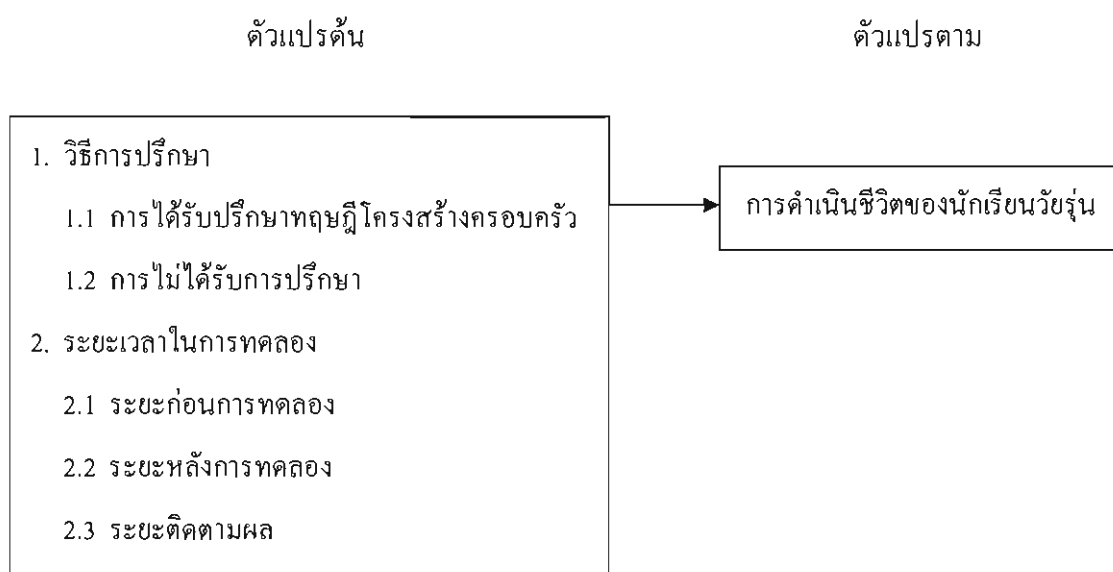 ตัวแปรต้น
ตัวแปรตาม
1. วิธีการปรึกษา
1.1 การได้รับปรึกษาทฤษฎีโครงสร้างครอบครัว
1.2 การไม่ได้รับการปรึกษา
2. ระยะเวลาในการทดลอง
2.1 ระยะก่อนการทดลอง
2.2 ระยะหลังการทดลอง
2.3 ระยะติดตามผล
การดำเนินชีวิตของนักเรียนวัยรุ่น